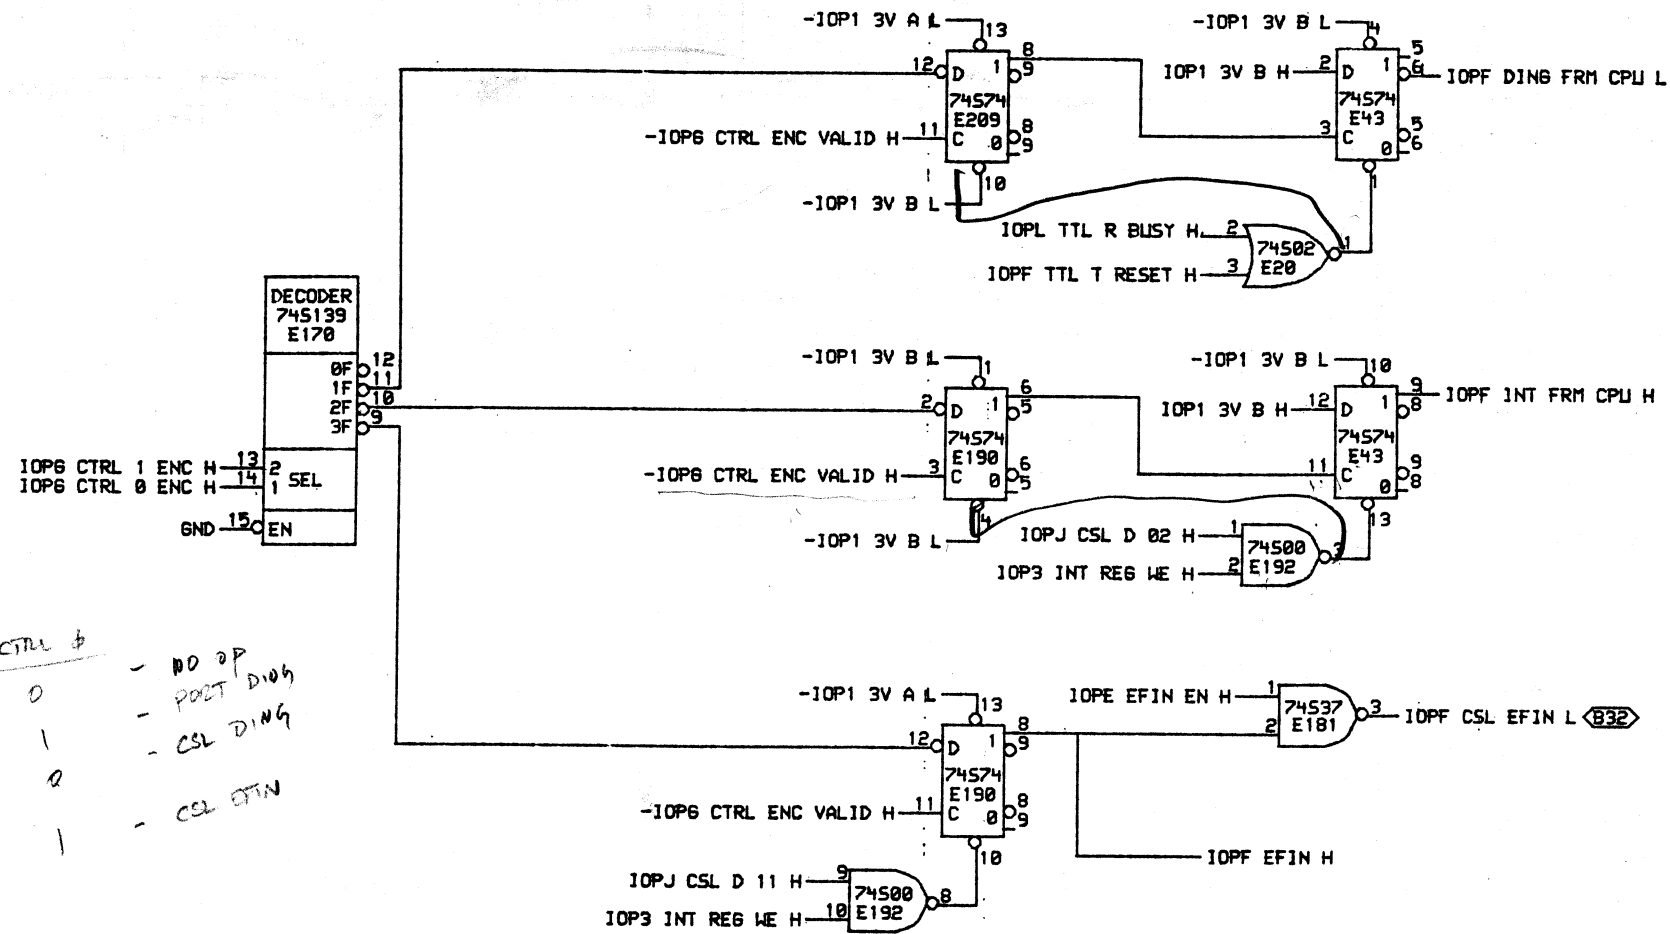 -IOP1 3V A L 13
12 D 1 8 9
74S74
E209
-IOP6 CTRL ENC VALID H 11 C 0 8 9
10
-IOP1 3V B L
-IOP1 3V B L 4
IOP1 3V B H 2 D 1 5 6 IOPF DING FRM CPU L
74S74
E43
3 C 0 5 6
1
IOPL TTL R BUSY H 2
74S02
E20
1
IOPF TTL T RESET H 3
DECODER
74S139
E170
0F 12
1F 11
2F 10
3F 9
IOP6 CTRL 1 ENC H 13 2
SEL
IOP6 CTRL 0 ENC H 14 1
GND 15 EN
-IOP1 3V B L 1
2 D 1 6 5
74S74
E190
-IOP6 CTRL ENC VALID H 3 C 0 6 5
4
-IOP1 3V B L
-IOP1 3V B L 10
IOP1 3V B H 12 D 1 9 8 IOPF INT FRM CPU H
74S74
E43
11 C 0 9 8
13
IOPJ CSL D 02 H 1
74S00
E192
3
IOP3 INT REG WE H 2
CTRL
0 - NO OP
1 - PORT DING
0 - CSL DING
1 - CSL EFIN
-IOP1 3V A L 13
12 D 1 8 9
74S74
E190
-IOP6 CTRL ENC VALID H 11 C 0 8 9
10
IOPJ CSL D 11 H 9
74S00
E192
8
IOP3 INT REG WE H 10
IOPE EFIN EN H 1
74S37
E181
2
3 IOPF CSL EFIN L B32
IOPF EFIN H